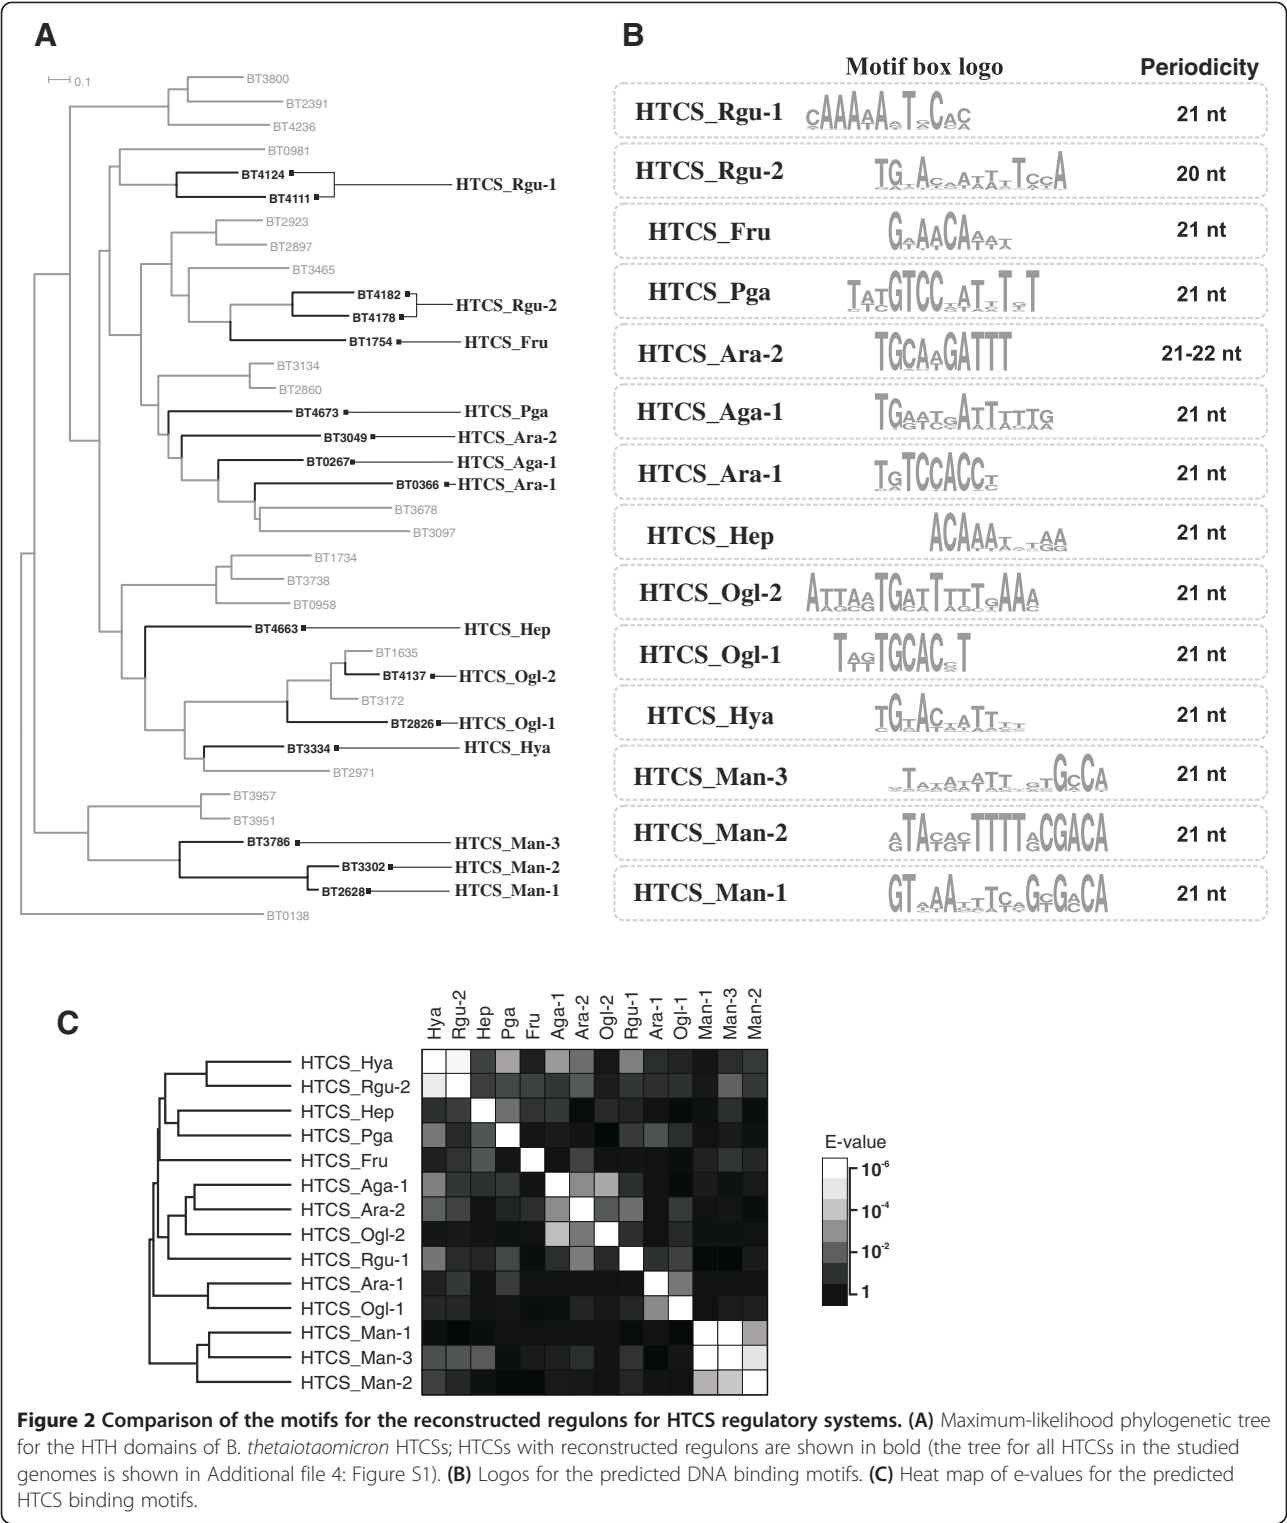 A
0.1
BT3800
BT2391
BT4236
BT0981
BT4124
BT4111
HTCS_Rgu-1
BT2923
BT2897
BT3465
BT4182
BT4178
HTCS_Rgu-2
BT1754
HTCS_Fru
BT3134
BT2860
BT4673
HTCS_Pga
BT3049
HTCS_Ara-2
BT0267
HTCS_Aga-1
BT0366
HTCS_Ara-1
BT3678
BT3097
BT1734
BT3738
BT0958
BT4663
HTCS_Hep
BT1635
BT4137
HTCS_Ogl-2
BT3172
BT2826
HTCS_Ogl-1
BT3334
HTCS_Hya
BT2971
BT3957
BT3951
BT3786
HTCS_Man-3
BT3302
HTCS_Man-2
BT2628
HTCS_Man-1
BT0138
B
Motif box logo Periodicity
HTCS_Rgu-1 21 nt
HTCS_Rgu-2 20 nt
HTCS_Fru 21 nt
HTCS_Pga 21 nt
HTCS_Ara-2 TGCAAGATTT 21-22 nt
HTCS_Aga-1 21 nt
HTCS_Ara-1 TGTCCACCT 21 nt
HTCS_Hep 21 nt
HTCS_Ogl-2 21 nt
HTCS_Ogl-1 21 nt
HTCS_Hya 21 nt
HTCS_Man-3 21 nt
HTCS_Man-2 21 nt
HTCS_Man-1 21 nt
C
Hya Rgu-2 Hep Pga Fru Aga-1 Ara-2 Ogl-2 Rgu-1 Ara-1 Ogl-1 Man-1 Man-3 Man-2
HTCS_Hya
HTCS_Rgu-2
HTCS_Hep
HTCS_Pga
HTCS_Fru
HTCS_Aga-1
HTCS_Ara-2
HTCS_Ogl-2
HTCS_Rgu-1
HTCS_Ara-1
HTCS_Ogl-1
HTCS_Man-1
HTCS_Man-3
HTCS_Man-2
E-value
10⁻⁶
10⁻⁴
10⁻²
1
Figure 2 Comparison of the motifs for the reconstructed regulons for HTCS regulatory systems. (A) Maximum-likelihood phylogenetic tree
for the HTH domains of B. thetaiotaomicron HTCSs; HTCSs with reconstructed regulons are shown in bold (the tree for all HTCSs in the studied
genomes is shown in Additional file 4: Figure S1). (B) Logos for the predicted DNA binding motifs. (C) Heat map of e-values for the predicted
HTCS binding motifs.